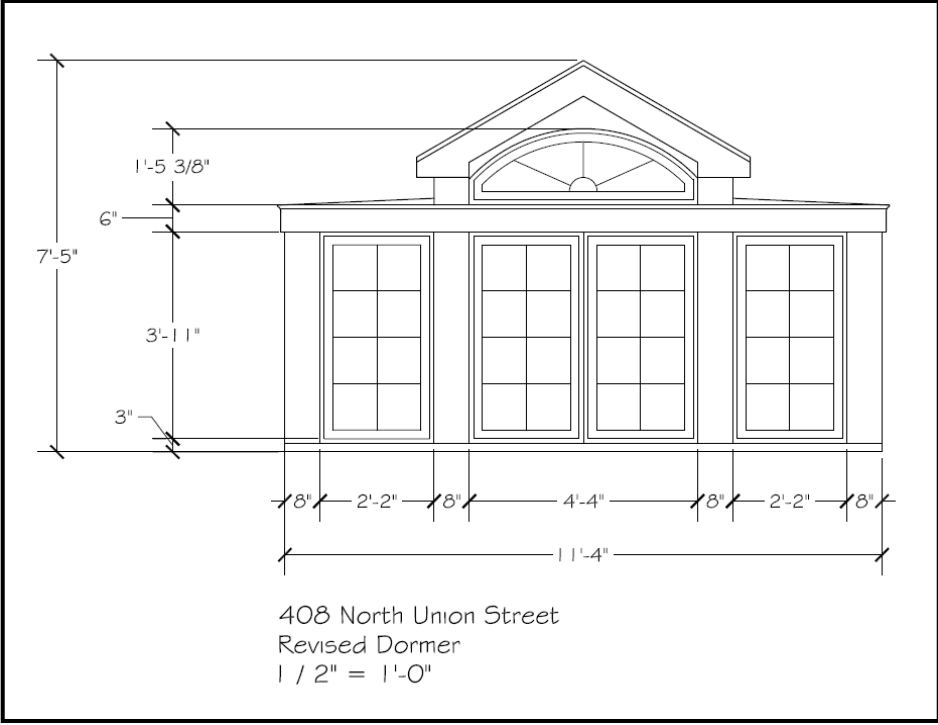 1'-5 3/8"
6"
7'-5"
3'-11"
3"
8" 2'-2" 8" 4'-4" 8" 2'-2" 8"
11'-4"
408 North Union Street
Revised Dormer
1 / 2" = 1'-0"